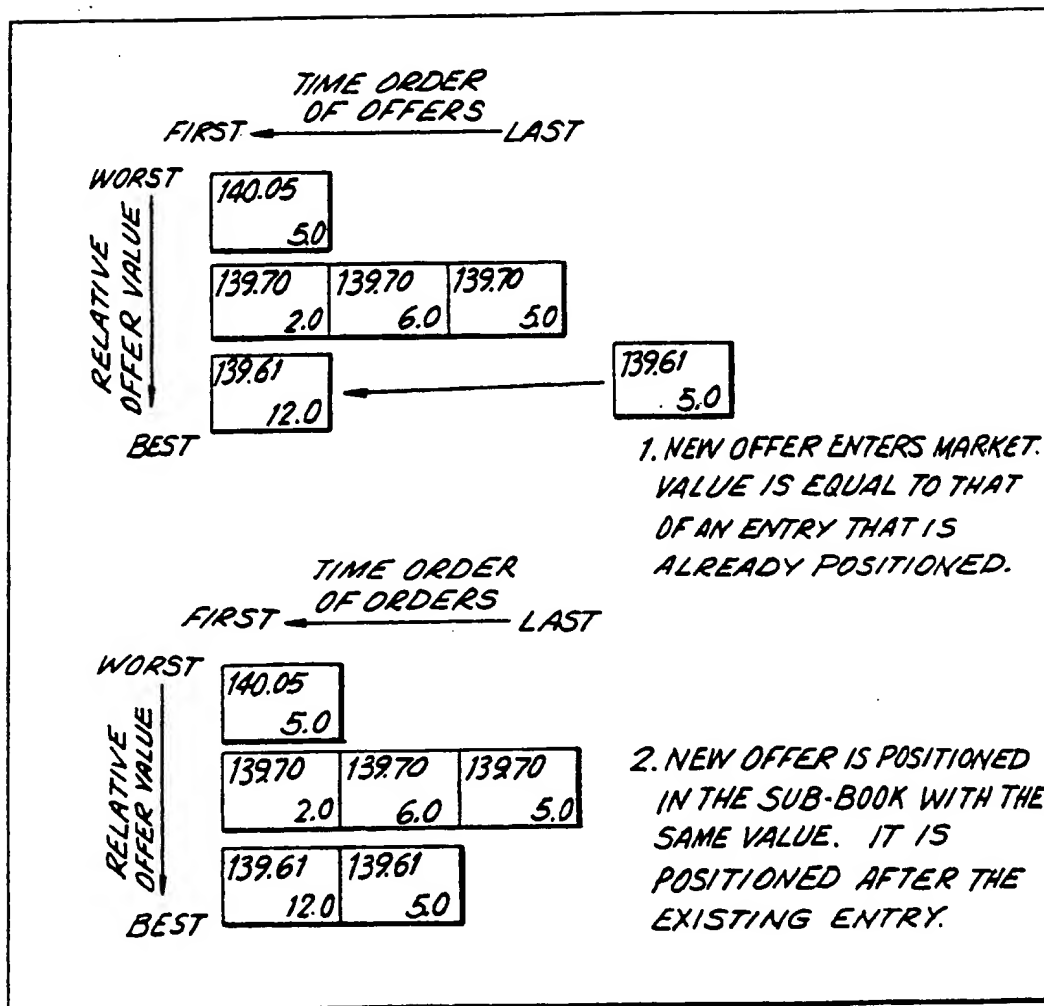 TIME ORDER
OF OFFERS
FIRST LAST
WORST
RELATIVE
OFFER VALUE
BEST
140.05
5.0
139.70 139.70 139.70
2.0 6.0 5.0
139.61 139.61
12.0 5.0
1. NEW OFFER ENTERS MARKET.
VALUE IS EQUAL TO THAT
OF AN ENTRY THAT IS
ALREADY POSITIONED.
TIME ORDER
OF ORDERS
FIRST LAST
WORST
RELATIVE
OFFER VALUE
BEST
140.05
5.0
139.70 139.70 139.70
2.0 6.0 5.0
139.61 139.61
12.0 5.0
2. NEW OFFER IS POSITIONED
IN THE SUB-BOOK WITH THE
SAME VALUE. IT IS
POSITIONED AFTER THE
EXISTING ENTRY.